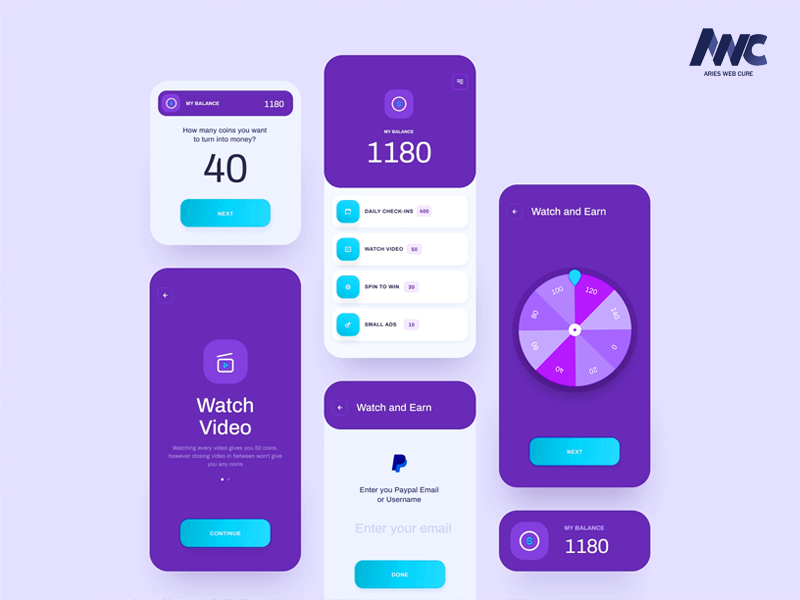 AWC
ARIES WEB CURE
MY BALANCE 1180
How many coins you want
to turn into money?
40
NEXT
Watch
Video
Watching every video gives you 50 coins,
however closing video in between won't give
you any coins
CONTINUE
MY BALANCE
1180
DAILY CHECK-INS 400
WATCH VIDEO 50
SPIN TO WIN 30
SMALL ADS 10
Watch and Earn
Enter you Paypal Email
or Username
Enter your email
DONE
Watch and Earn
100
120
140
0
20
40
60
80
NEXT
MY BALANCE
1180